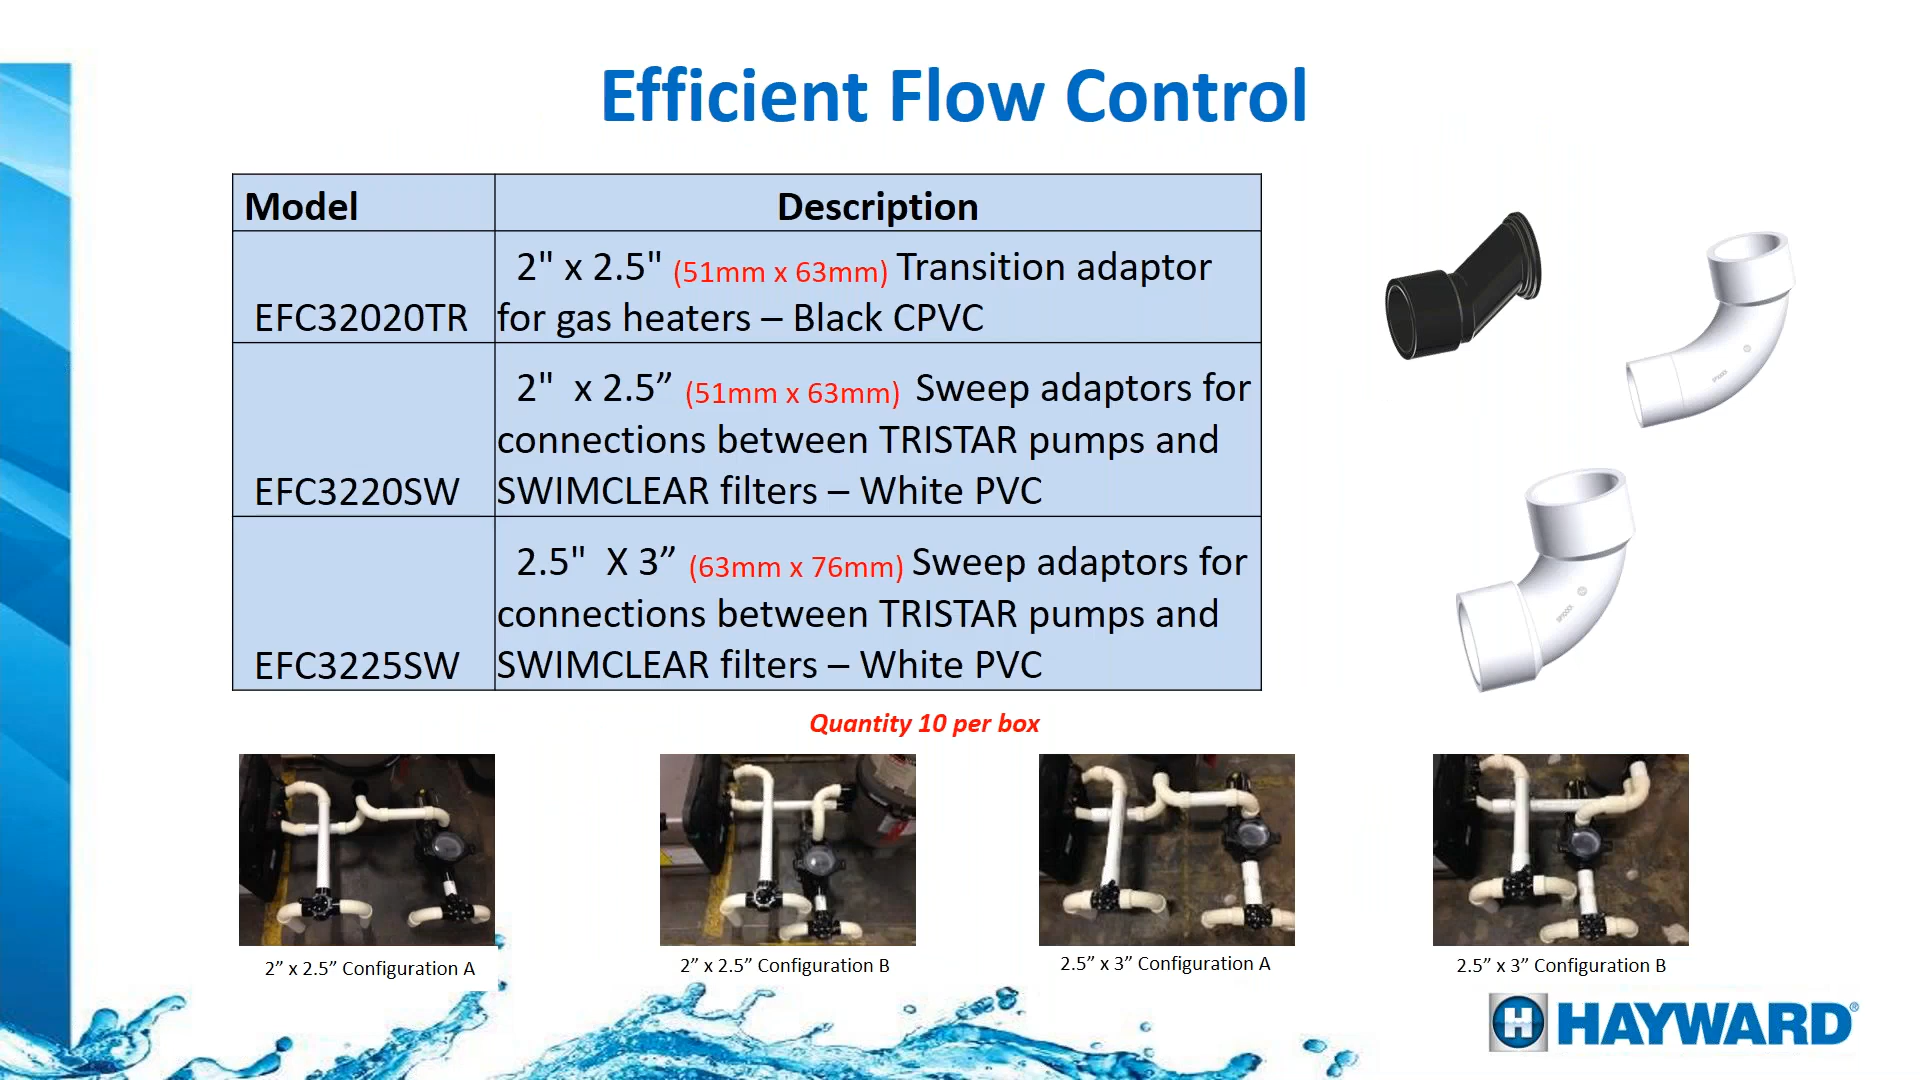 Efficient Flow Control
Model
Description
EFC32020TR
2" x 2.5" (51mm x 63mm) Transition adaptor
for gas heaters – Black CPVC
EFC3220SW
2"  x 2.5” (51mm x 63mm)  Sweep adaptors for
connections between TRISTAR pumps and
SWIMCLEAR filters – White PVC
EFC3225SW
2.5"  X 3” (63mm x 76mm) Sweep adaptors for
connections between TRISTAR pumps and
SWIMCLEAR filters – White PVC
Quantity 10 per box
2” x 2.5” Configuration A
2” x 2.5” Configuration B
2.5” x 3” Configuration A
2.5” x 3” Configuration B
H HAYWARD®